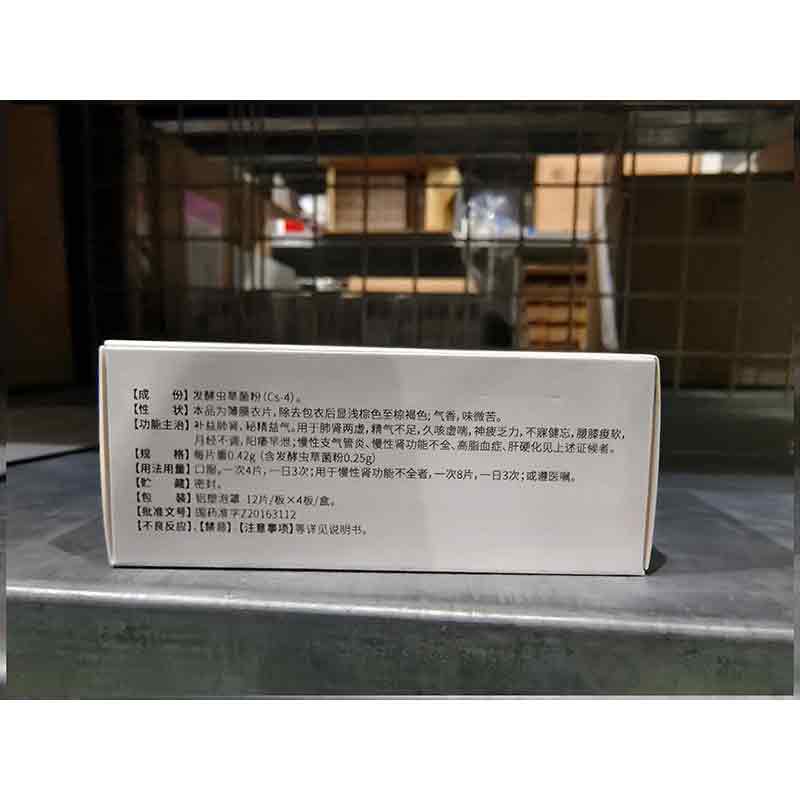 【成 份】发酵虫草菌粉(Cs-4)。
【性 状】本品为薄膜衣片,除去包衣后显浅棕色至棕褐色;气香,味微苦。
【功能主治】补益肺肾,秘精益气。用于肺肾两虚,精气不足,久咳虚喘,神疲乏力,不寐健忘,腰膝痠软,
月经不调,阳痿早泄;慢性支气管炎、慢性肾功能不全、高脂血症、肝硬化见上述证候者。
【规 格】每片重0.42g (含发酵虫草菌粉0.25g)
【用法用量】口服。一次4片,一日3次;用于慢性肾功能不全者,一次8片,一日3次;或遵医嘱。
【贮 藏】密封。
【包 装】铝塑泡罩 12片/板×4板/盒。
【批准文号】国药准字Z20163112
【不良反应】、【禁忌】、【注意事项】等详见说明书。